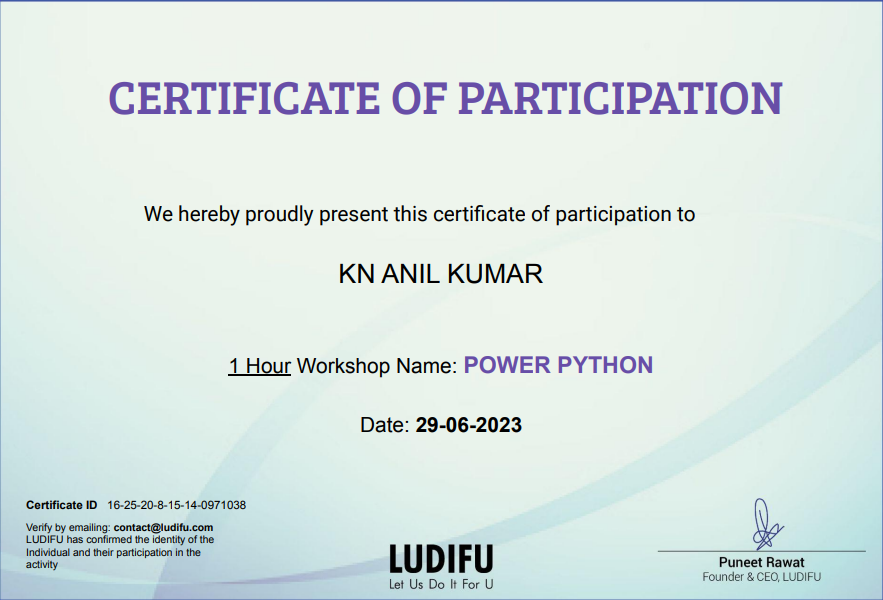 CERTIFICATE OF PARTICIPATION
We hereby proudly present this certificate of participation to
KN ANIL KUMAR
1 Hour Workshop Name: POWER PYTHON
Date: 29-06-2023
Certificate ID 16-25-20-8-15-14-0971038
Verify by emailing: contact@ludifu.com
LUDIFU has confirmed the identity of the
Individual and their participation in the
activity
LUDIFU
Let Us Do It For U
Puneet Rawat
Founder & CEO, LUDIFU